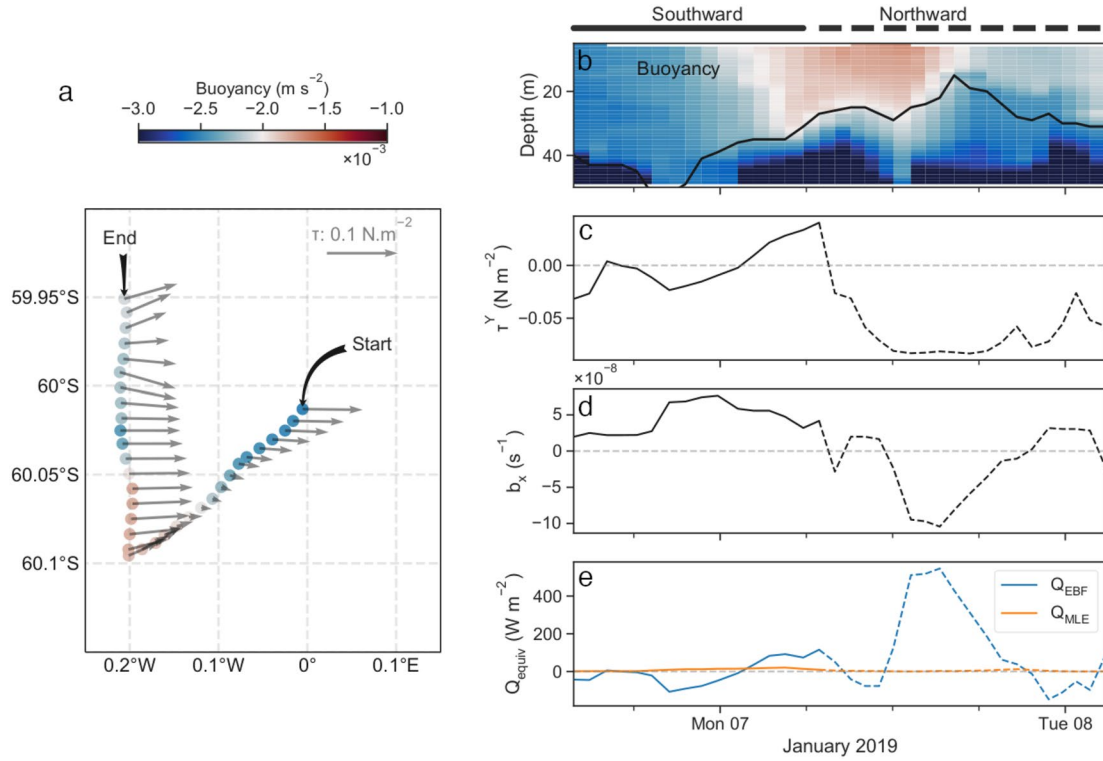 a
Buoyancy (m s⁻²)
−3.0 −2.5 −2.0 −1.5 −1.0
×10⁻³
End
τ: 0.1 N.m⁻²
Start
59.95°S
60°S
60.05°S
60.1°S
0.2°W 0.1°W 0° 0.1°E
Southward Northward
b
Buoyancy
Depth (m)
20
40
c
τʸ (N m⁻²)
0.00
−0.05
×10⁻⁸
d
bₓ (s⁻¹)
5
0
−5
−10
e
Q_equiv (W m⁻²)
400
200
0
Q_EBF
Q_MLE
Mon 07 Tue 08
January 2019